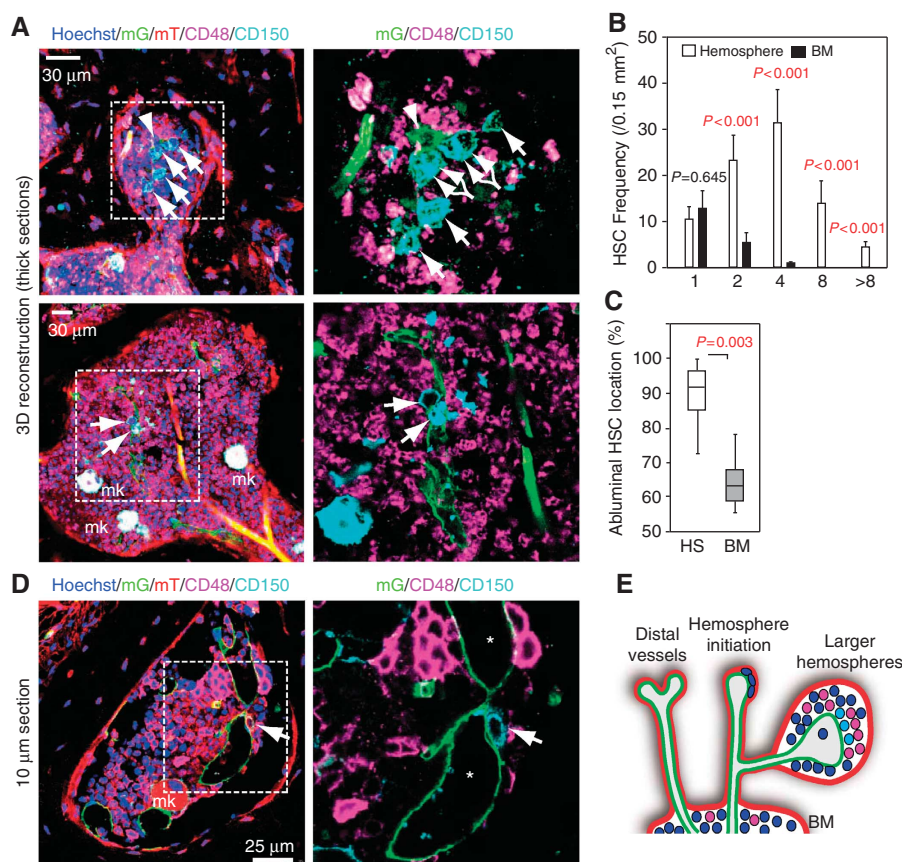 A
Hoechst/mG/mT/CD48/CD150
mG/CD48/CD150
30 μm
3D reconstruction (thick sections)
30 μm
mk
mk
B
HSC Frequency (/0.15 mm²)
50
40
30
20
10
0
Hemosphere
BM
P=0.645
P<0.001
P<0.001
P<0.001
P<0.001
1
2
4
8
>8
C
Abluminal HSC location (%)
100
90
80
70
60
50
P=0.003
HS
BM
D
Hoechst/mG/mT/CD48/CD150
mG/CD48/CD150
10 μm section
mk
25 μm
*
*
*
E
Distal
vessels
Hemosphere
initiation
Larger
hemospheres
BM